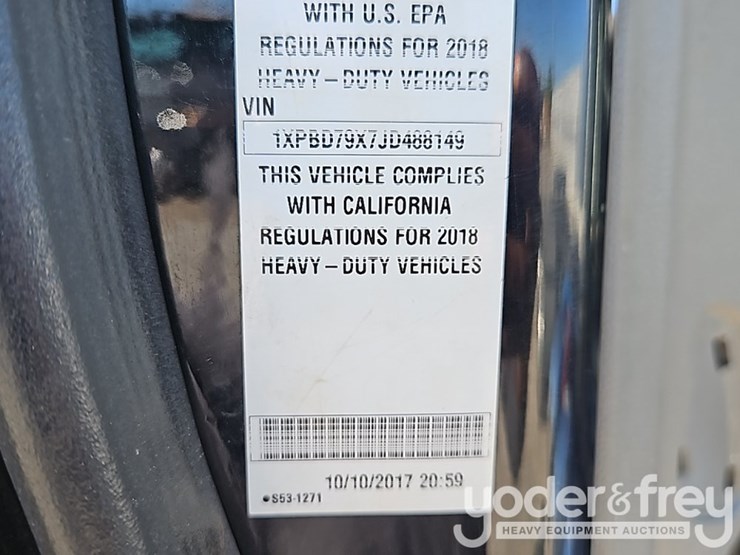 WITH U.S. EPA
REGULATIONS FOR 2018
HEAVY – DUTY VEHICLES
VIN
1XPBD79X7JD488149
THIS VEHICLE COMPLIES
WITH CALIFORNIA
REGULATIONS FOR 2018
HEAVY – DUTY VEHICLES
10/10/2017 20:59
●S53-1271
yoder&frey
HEAVY EQUIPMENT AUCTIONS